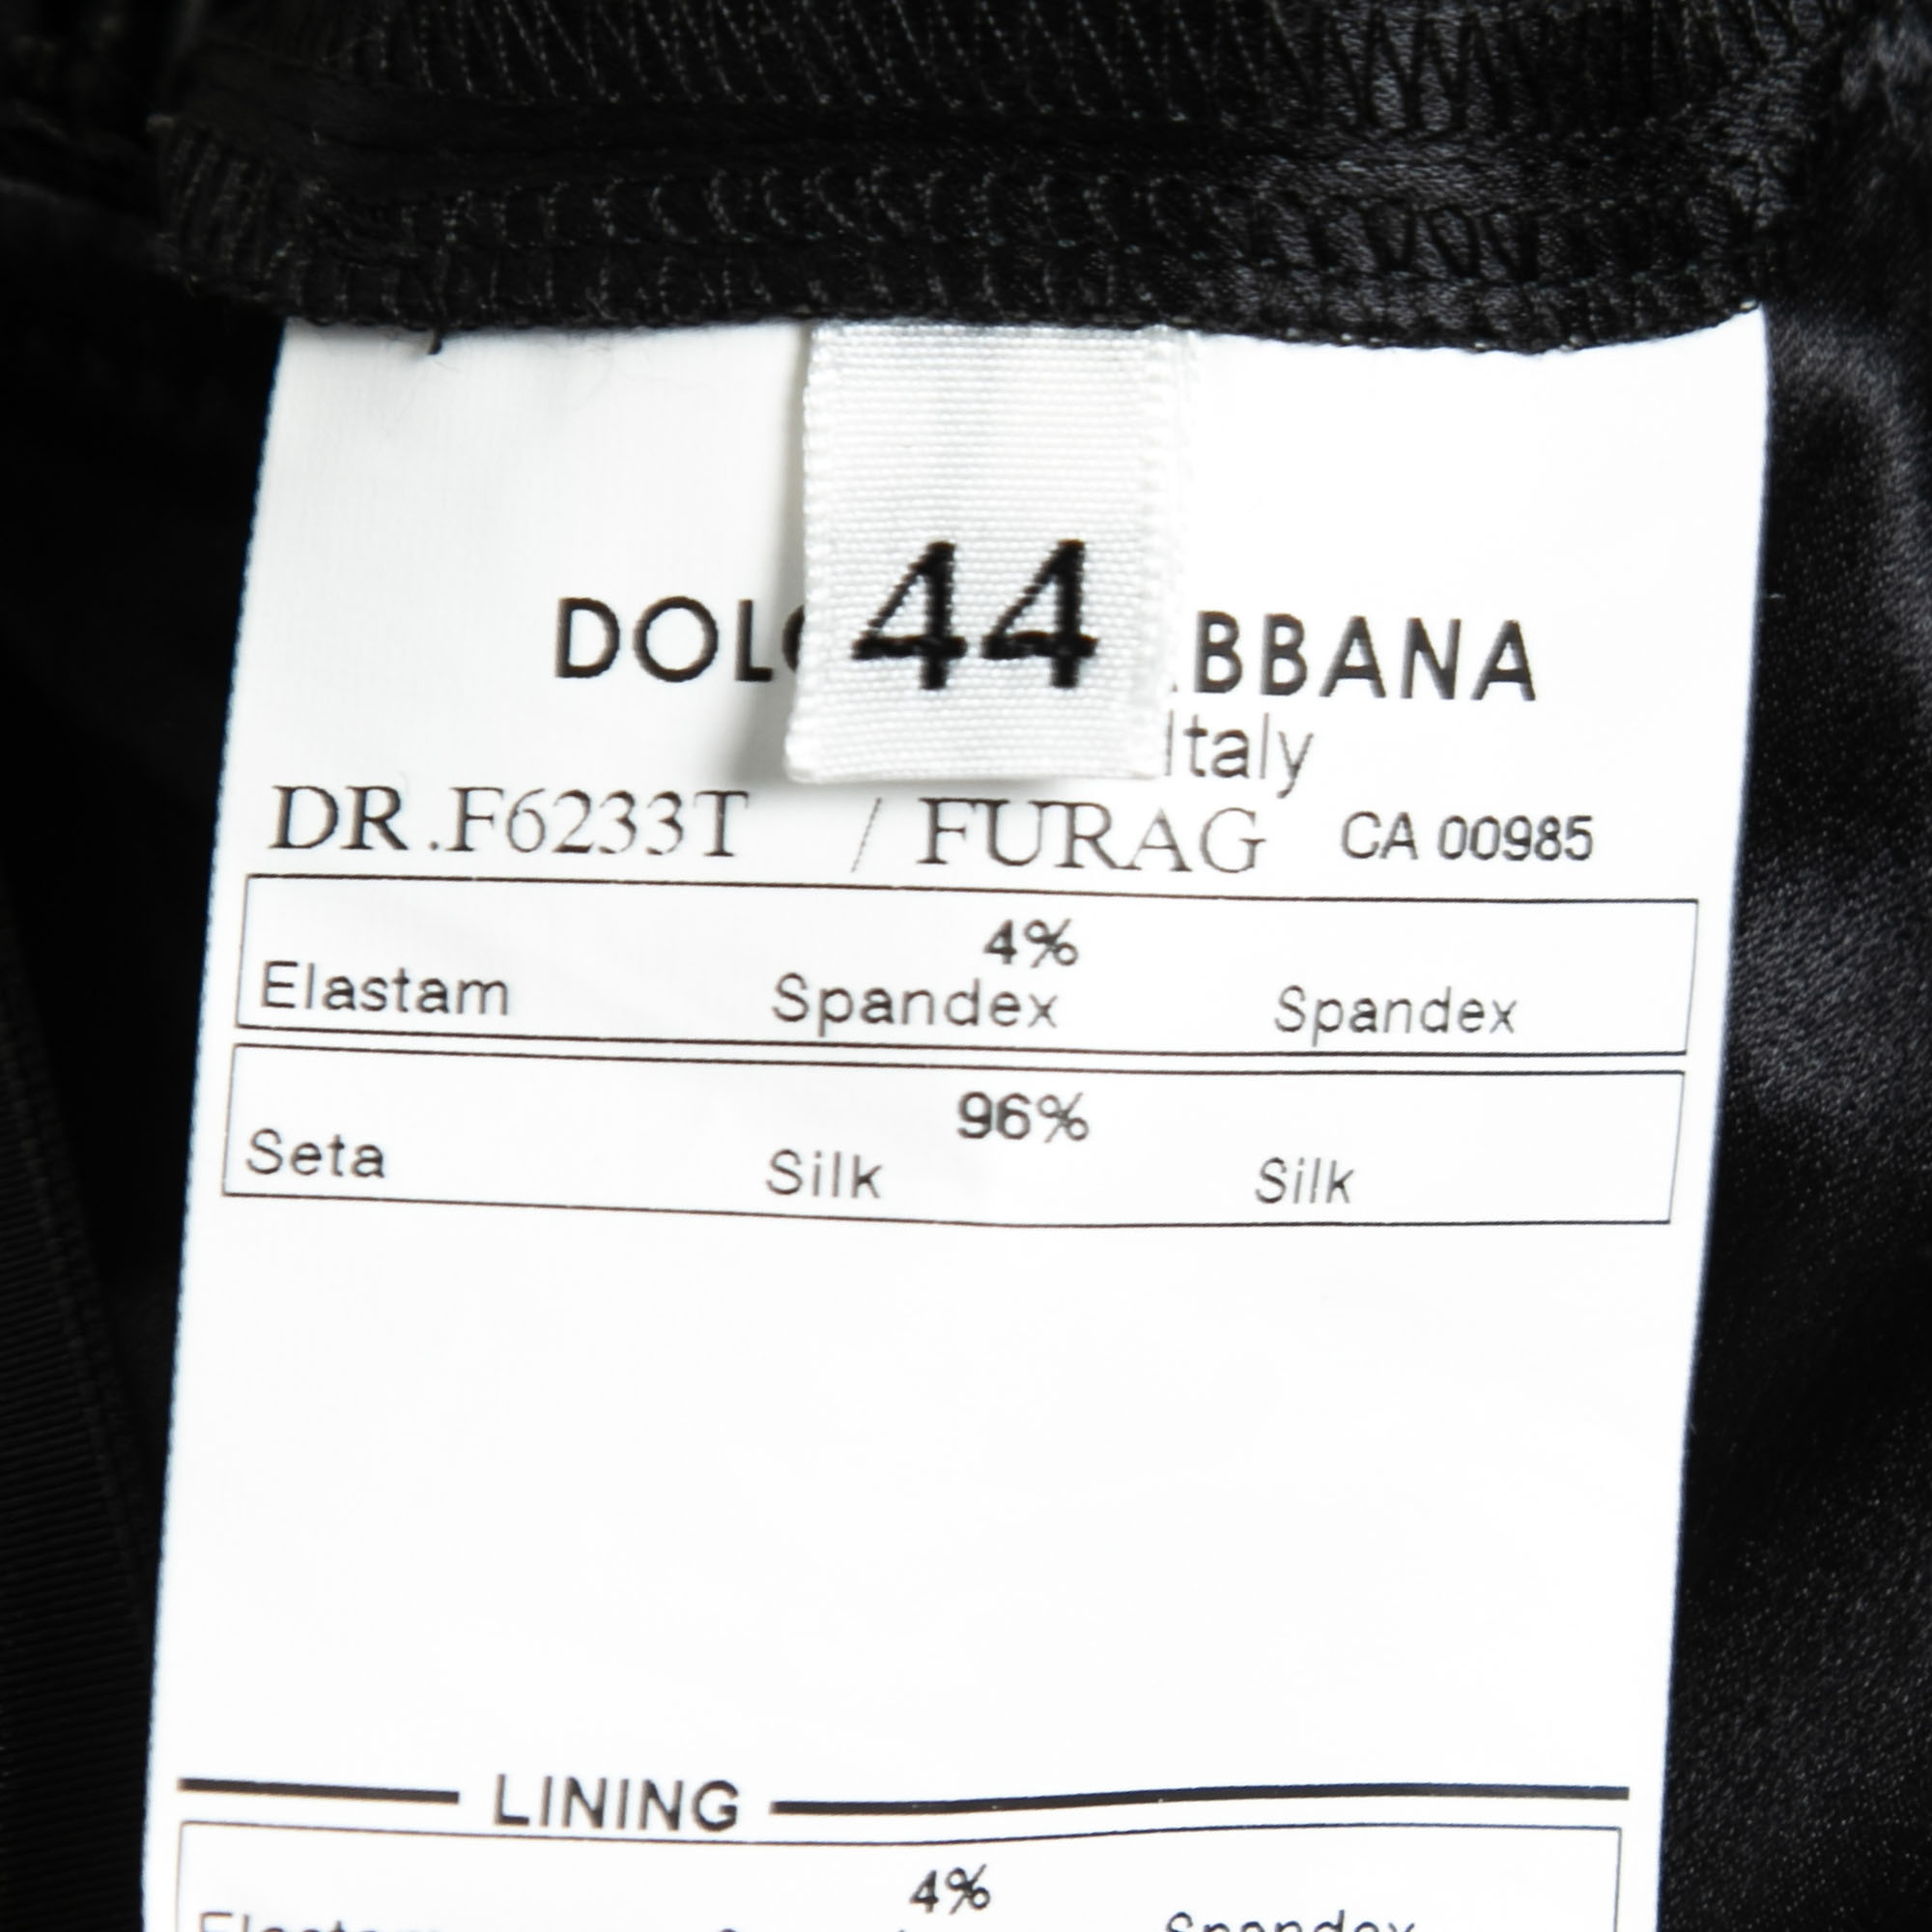 44
DOL BBANA
Italy
DR.F6233T / FURAG CA 00985
4%
Elastam Spandex Spandex
96%
Seta Silk Silk
LINING
4%
Spandex